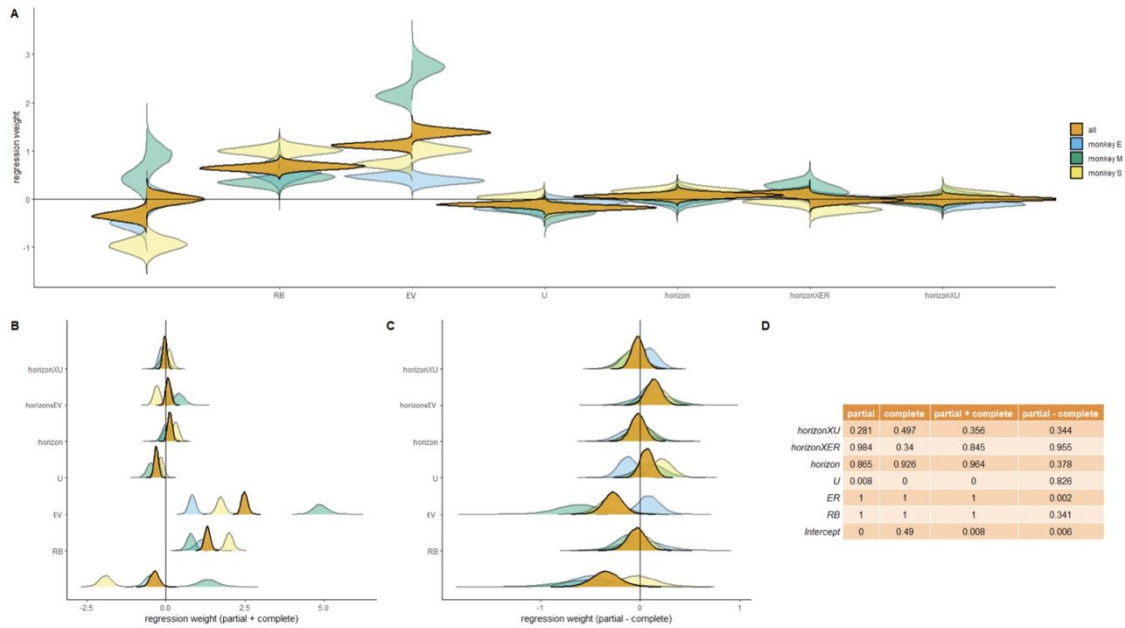 A
3
2
1
0
-1
regression weight
RB
EV
U
horizon
horizonXER
horizonXU
all
monkey E
monkey M
monkey S
B
horizonXU
horizonxEV
horizon
U
EV
RB
-2.5
0.0
2.5
5.0
regression weight (partial + complete)
C
horizonXU
horizonxEV
horizon
U
EV
RB
-1
0
1
regression weight (partial - complete)
D
partial complete partial + complete partial - complete
horizonXU 0.281 0.497 0.356 0.344
horizonXER 0.984 0.34 0.845 0.955
horizon 0.865 0.926 0.964 0.378
U 0.008 0 0 0.826
ER 1 1 1 0.002
RB 1 1 1 0.341
Intercept 0 0.49 0.008 0.006